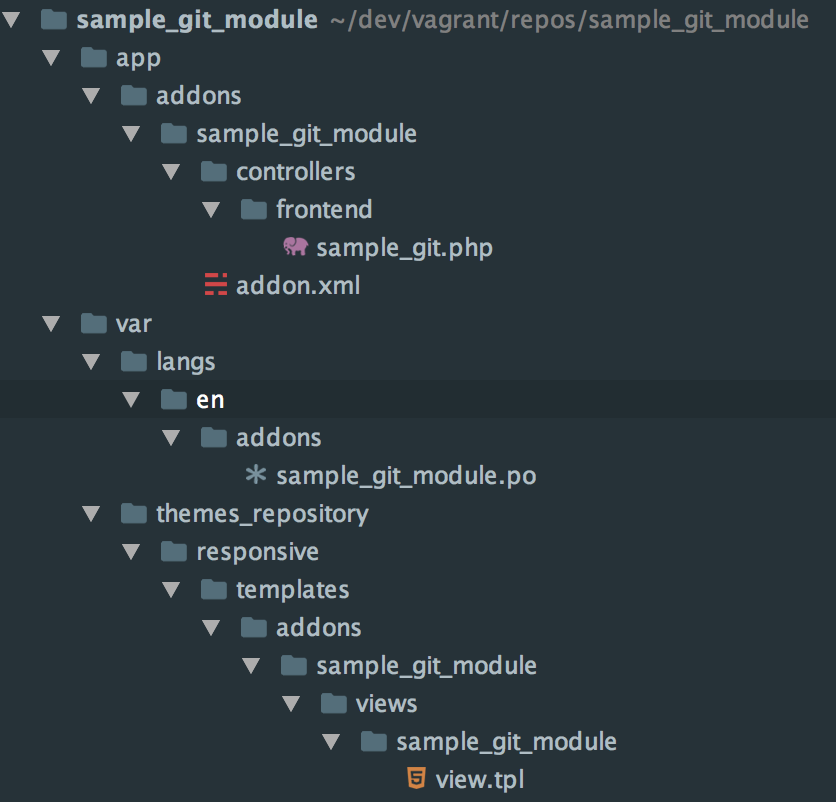 sample_git_module ~/dev/vagrant/repos/sample_git_module
app
addons
sample_git_module
controllers
frontend
sample_git.php
addon.xml
var
langs
en
addons
sample_git_module.po
themes_repository
responsive
templates
addons
sample_git_module
views
sample_git_module
view.tpl